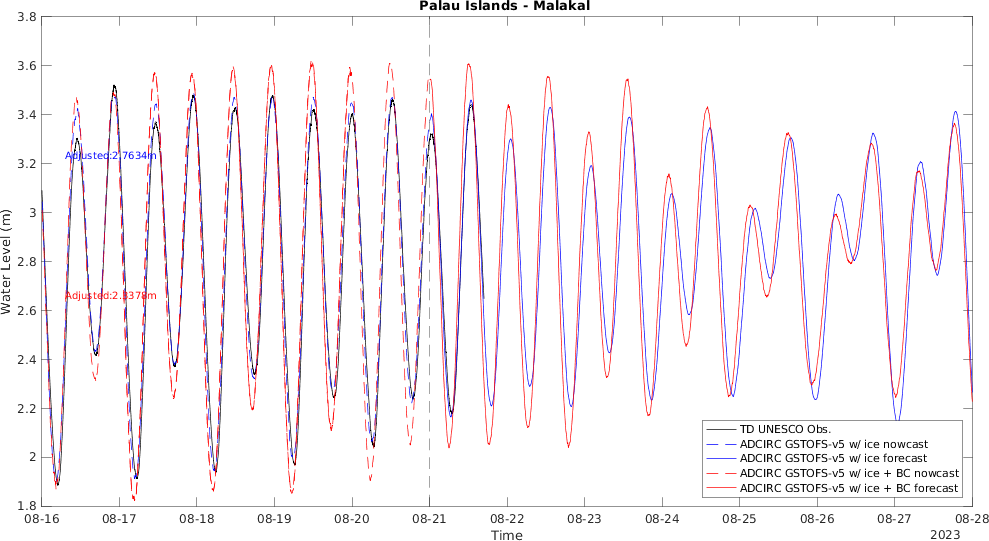 Palau Islands - Malakal
3.8
3.6
3.4
3.2
3
2.8
2.6
2.4
2.2
2
1.8
Water Level (m)
Adjusted:2.7634m
Adjusted:2.3378m
TD UNESCO Obs.
ADCIRC GSTOFS-v5 w/ ice nowcast
ADCIRC GSTOFS-v5 w/ ice forecast
ADCIRC GSTOFS-v5 w/ ice + BC nowcast
ADCIRC GSTOFS-v5 w/ ice + BC forecast
08-16 08-17 08-18 08-19 08-20 08-21 08-22 08-23 08-24 08-25 08-26 08-27 08-28
Time
2023